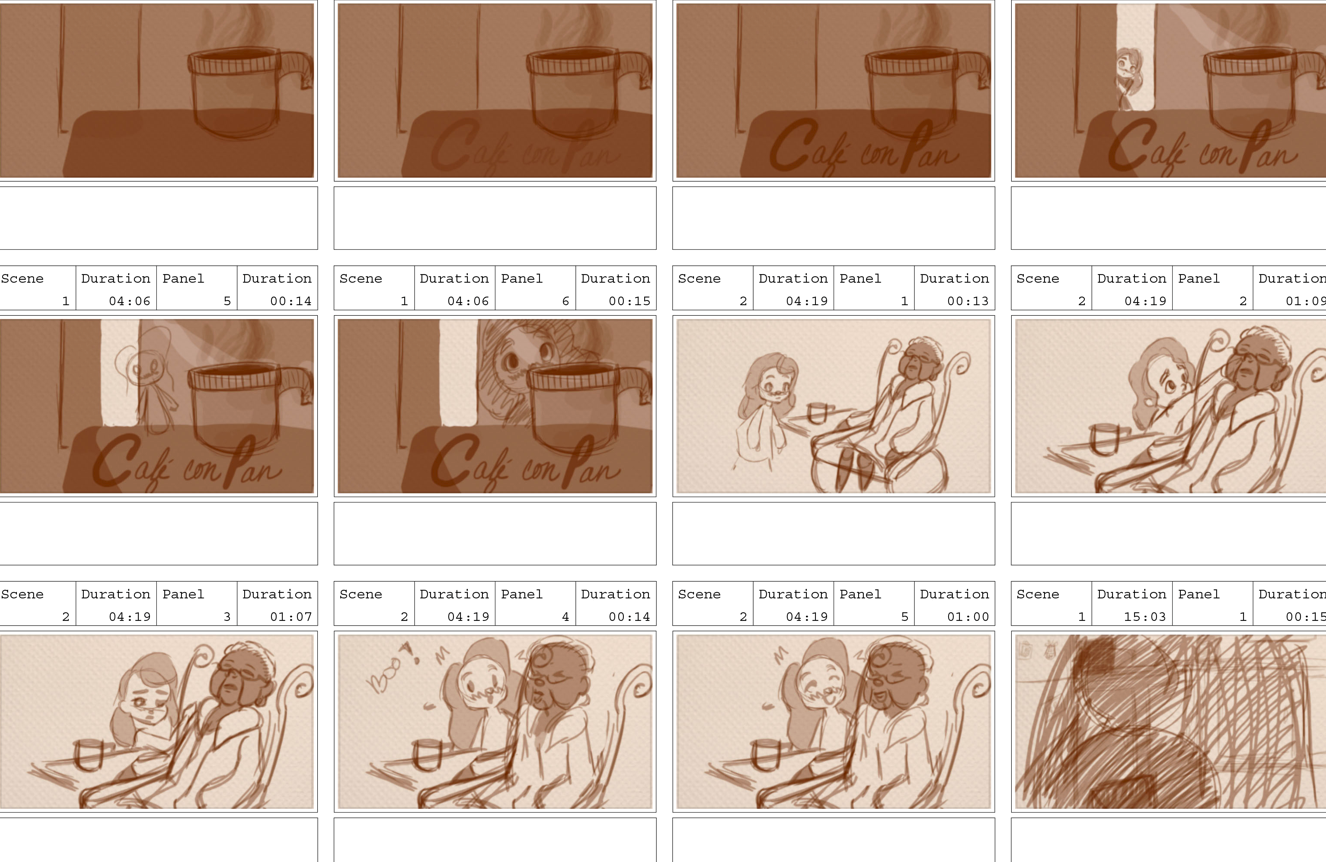 Café con Pan
Café con Pan
Café con Pan
Scene Duration Panel Duration
1 04:06 5 00:14
Scene Duration Panel Duration
1 04:06 6 00:15
Scene Duration Panel Duration
2 04:19 1 00:13
Scene Duration Panel Duration
2 04:19 2 01:09
Café con Pan
Café con Pan
Scene Duration Panel Duration
2 04:19 3 01:07
Scene Duration Panel Duration
2 04:19 4 00:14
Scene Duration Panel Duration
2 04:19 5 01:00
Scene Duration Panel Duration
1 15:03 1 00:15
Boo!